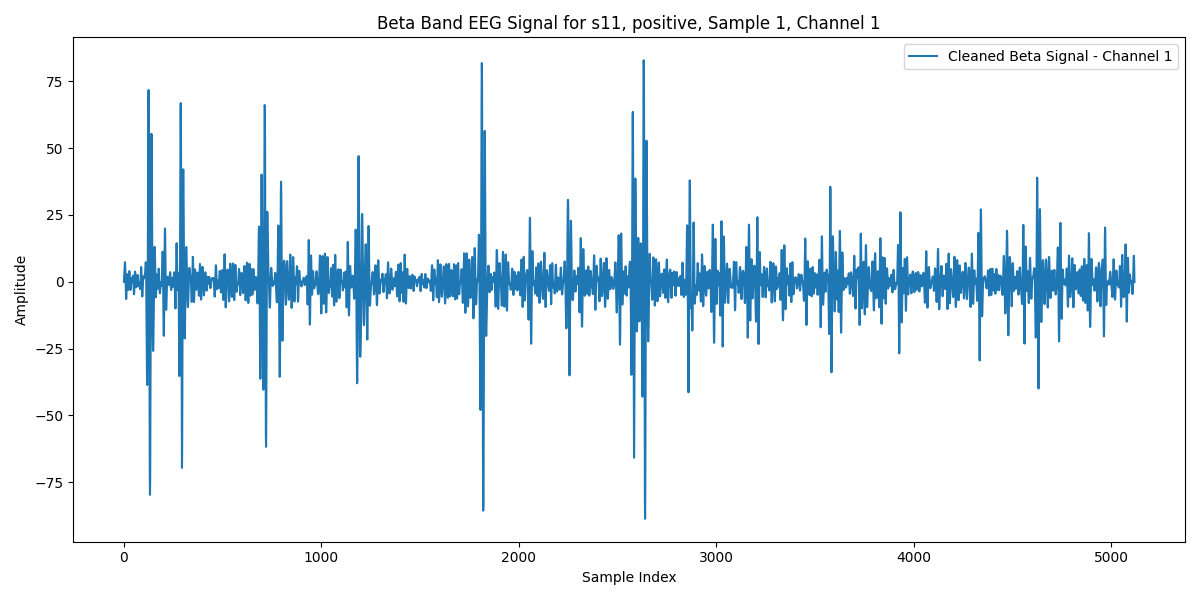 Beta Band EEG Signal for s11, positive, Sample 1, Channel 1
Cleaned Beta Signal - Channel 1
Amplitude
75
50
25
0
−25
−50
−75
0 1000 2000 3000 4000 5000
Sample Index